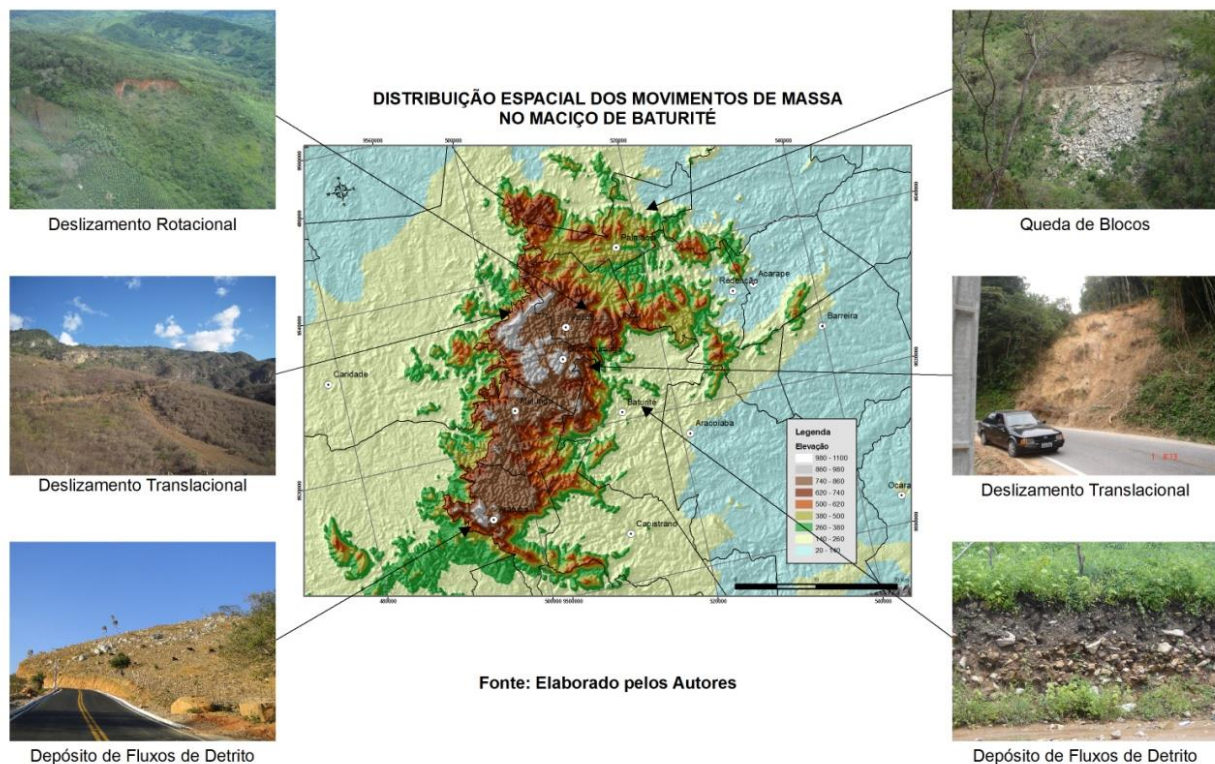 DISTRIBUIÇÃO ESPACIAL DOS MOVIMENTOS DE MASSA
NO MACIÇO DE BATURITÉ
Deslizamento Rotacional
Queda de Blocos
Deslizamento Translacional
Deslizamento Translacional
Depósito de Fluxos de Detrito
Depósito de Fluxos de Detrito
Redenção
Acarape
Barreira
Caridade
Baturité
Aracoiaba
Ocara
Capistrano
Legenda
Elevação
980 - 1100
860 - 980
740 - 860
620 - 740
500 - 620
380 - 500
260 - 380
140 - 260
Fonte: Elaborado pelos Autores